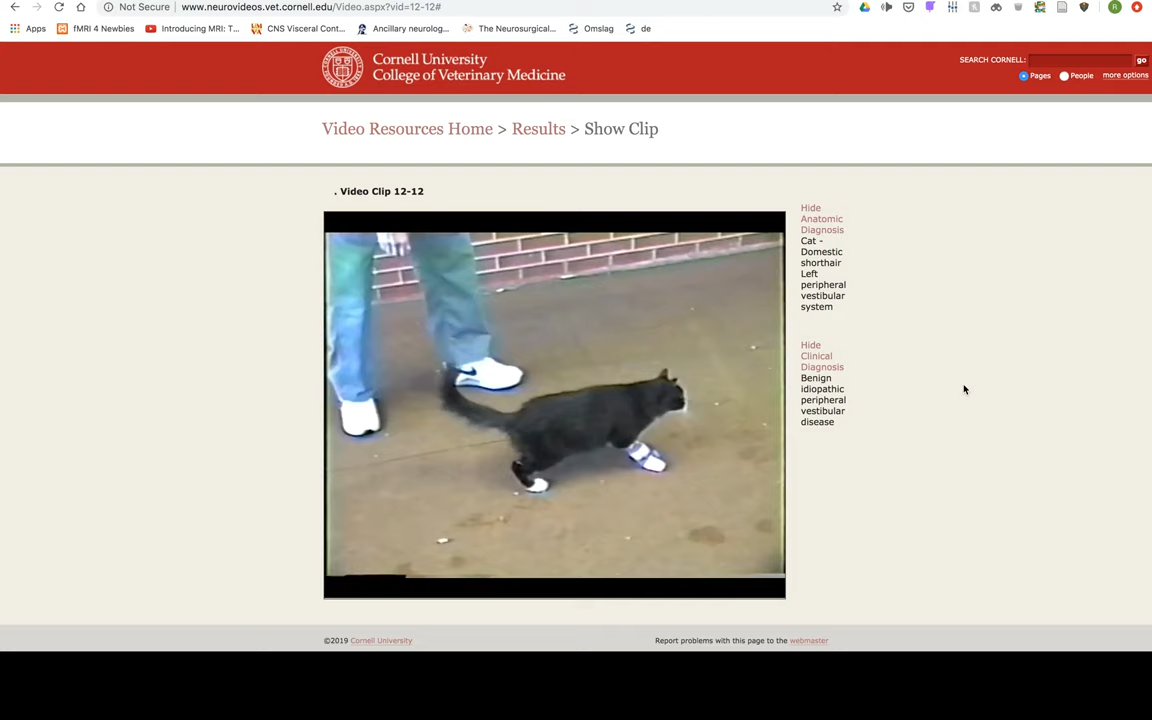 Not Secure
www.neurovideos.vet.cornell.edu/Video.aspx?vid=12-12#
R
Apps
fMRI 4 Newbies
Introducing MRI: T...
CNS Visceral Cont...
Ancillary neurolog...
The Neurosurgical...
Omslag
de
Cornell University
College of Veterinary Medicine
SEARCH CORNELL:
go
Pages
People
more options
Video Resources Home > Results > Show Clip
. Video Clip 12-12
Hide
Anatomic
Diagnosis
Cat -
Domestic
shorthair
Left
peripheral
vestibular
system
Hide
Clinical
Diagnosis
Benign
idiopathic
peripheral
vestibular
disease
©2019 Cornell University
Report problems with this page to the webmaster